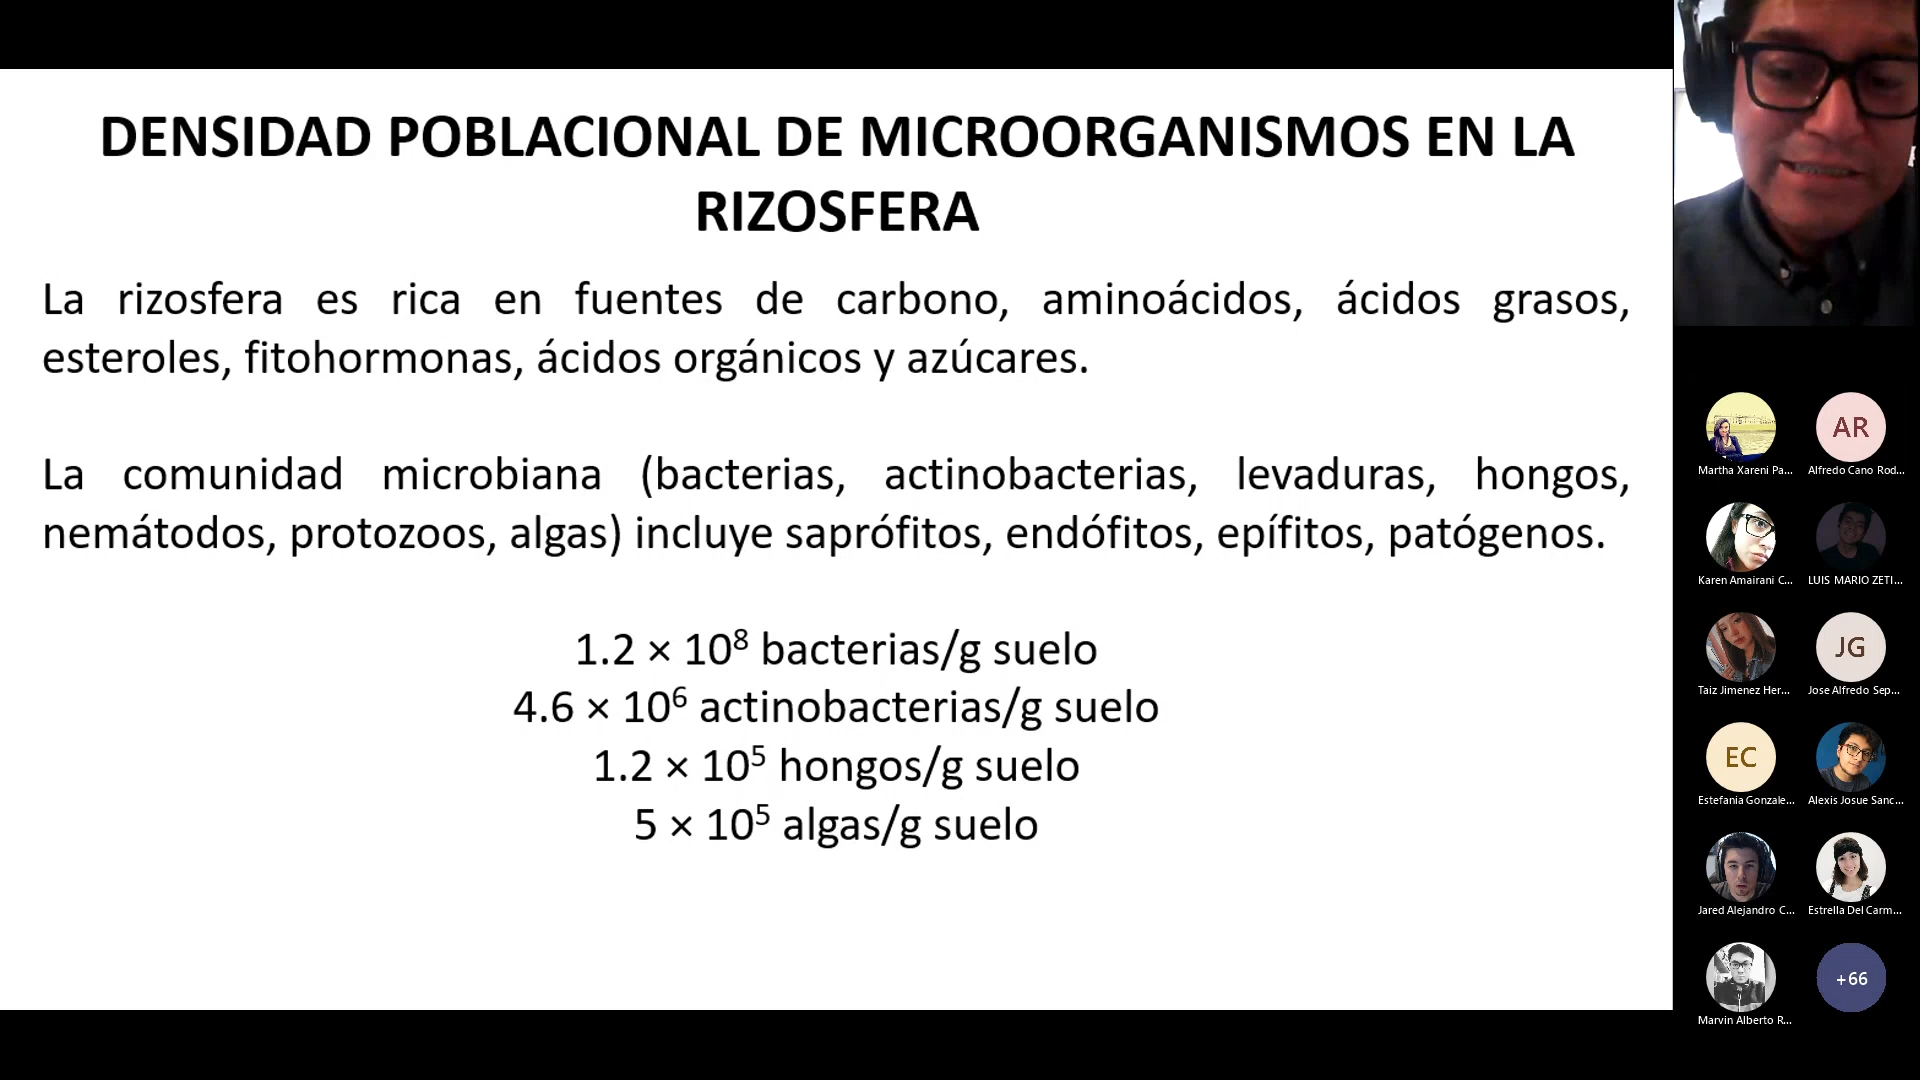 DENSIDAD POBLACIONAL DE MICROORGANISMOS EN LA
RIZOSFERA
La rizosfera es rica en fuentes de carbono, aminoácidos, ácidos grasos,
esteroles, fitohormonas, ácidos orgánicos y azúcares.
La comunidad microbiana (bacterias, actinobacterias, levaduras, hongos,
nemátodos, protozoos, algas) incluye saprófitos, endófitos, epífitos, patógenos.
1.2 × 10⁸ bacterias/g suelo
4.6 × 10⁶ actinobacterias/g suelo
1.2 × 10⁵ hongos/g suelo
5 × 10⁵ algas/g suelo
AR
Martha Xareni Pa... Alfredo Cano Rod...
Karen Amairani C... LUIS MARIO ZETI...
JG
Taiz Jimenez Her... Jose Alfredo Sep...
EC
Estefania Gonzale... Alexis Josue Sanc...
Jared Alejandro C... Estrella Del Carm...
+66
Marvin Alberto R...